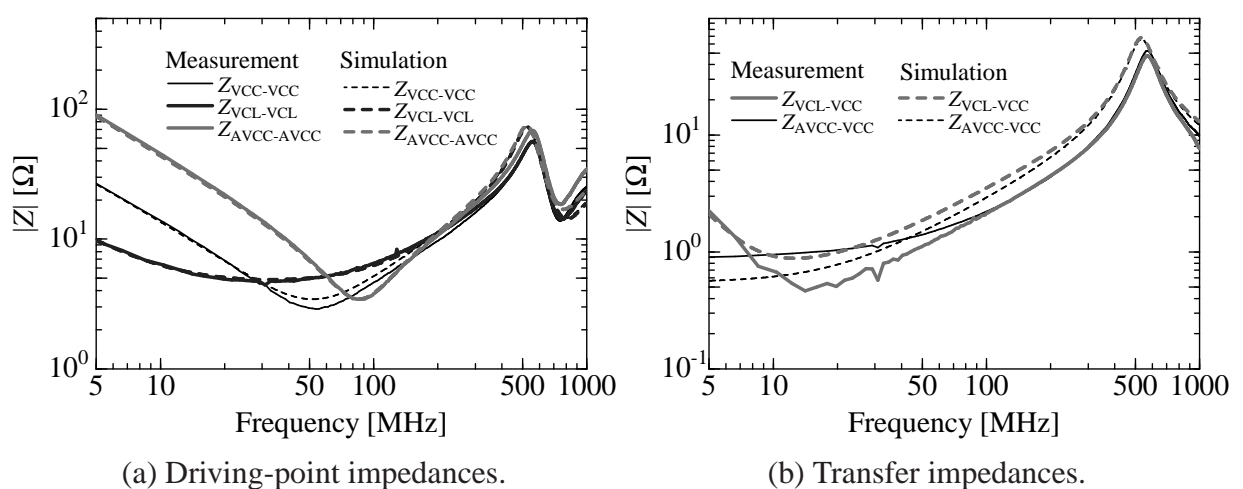 Measurement Simulation
Z_VCC-VCC Z_VCC-VCC
Z_VCL-VCL Z_VCL-VCL
Z_AVCC-AVCC Z_AVCC-AVCC
10^2
10^1
10^0
|Z| [Ω]
5 10 50 100 500 1000
Frequency [MHz]
(a) Driving-point impedances.
Measurement Simulation
Z_VCL-VCC Z_VCL-VCC
Z_AVCC-VCC Z_AVCC-VCC
10^1
10^0
10^-1
|Z| [Ω]
5 10 50 100 500 1000
Frequency [MHz]
(b) Transfer impedances.